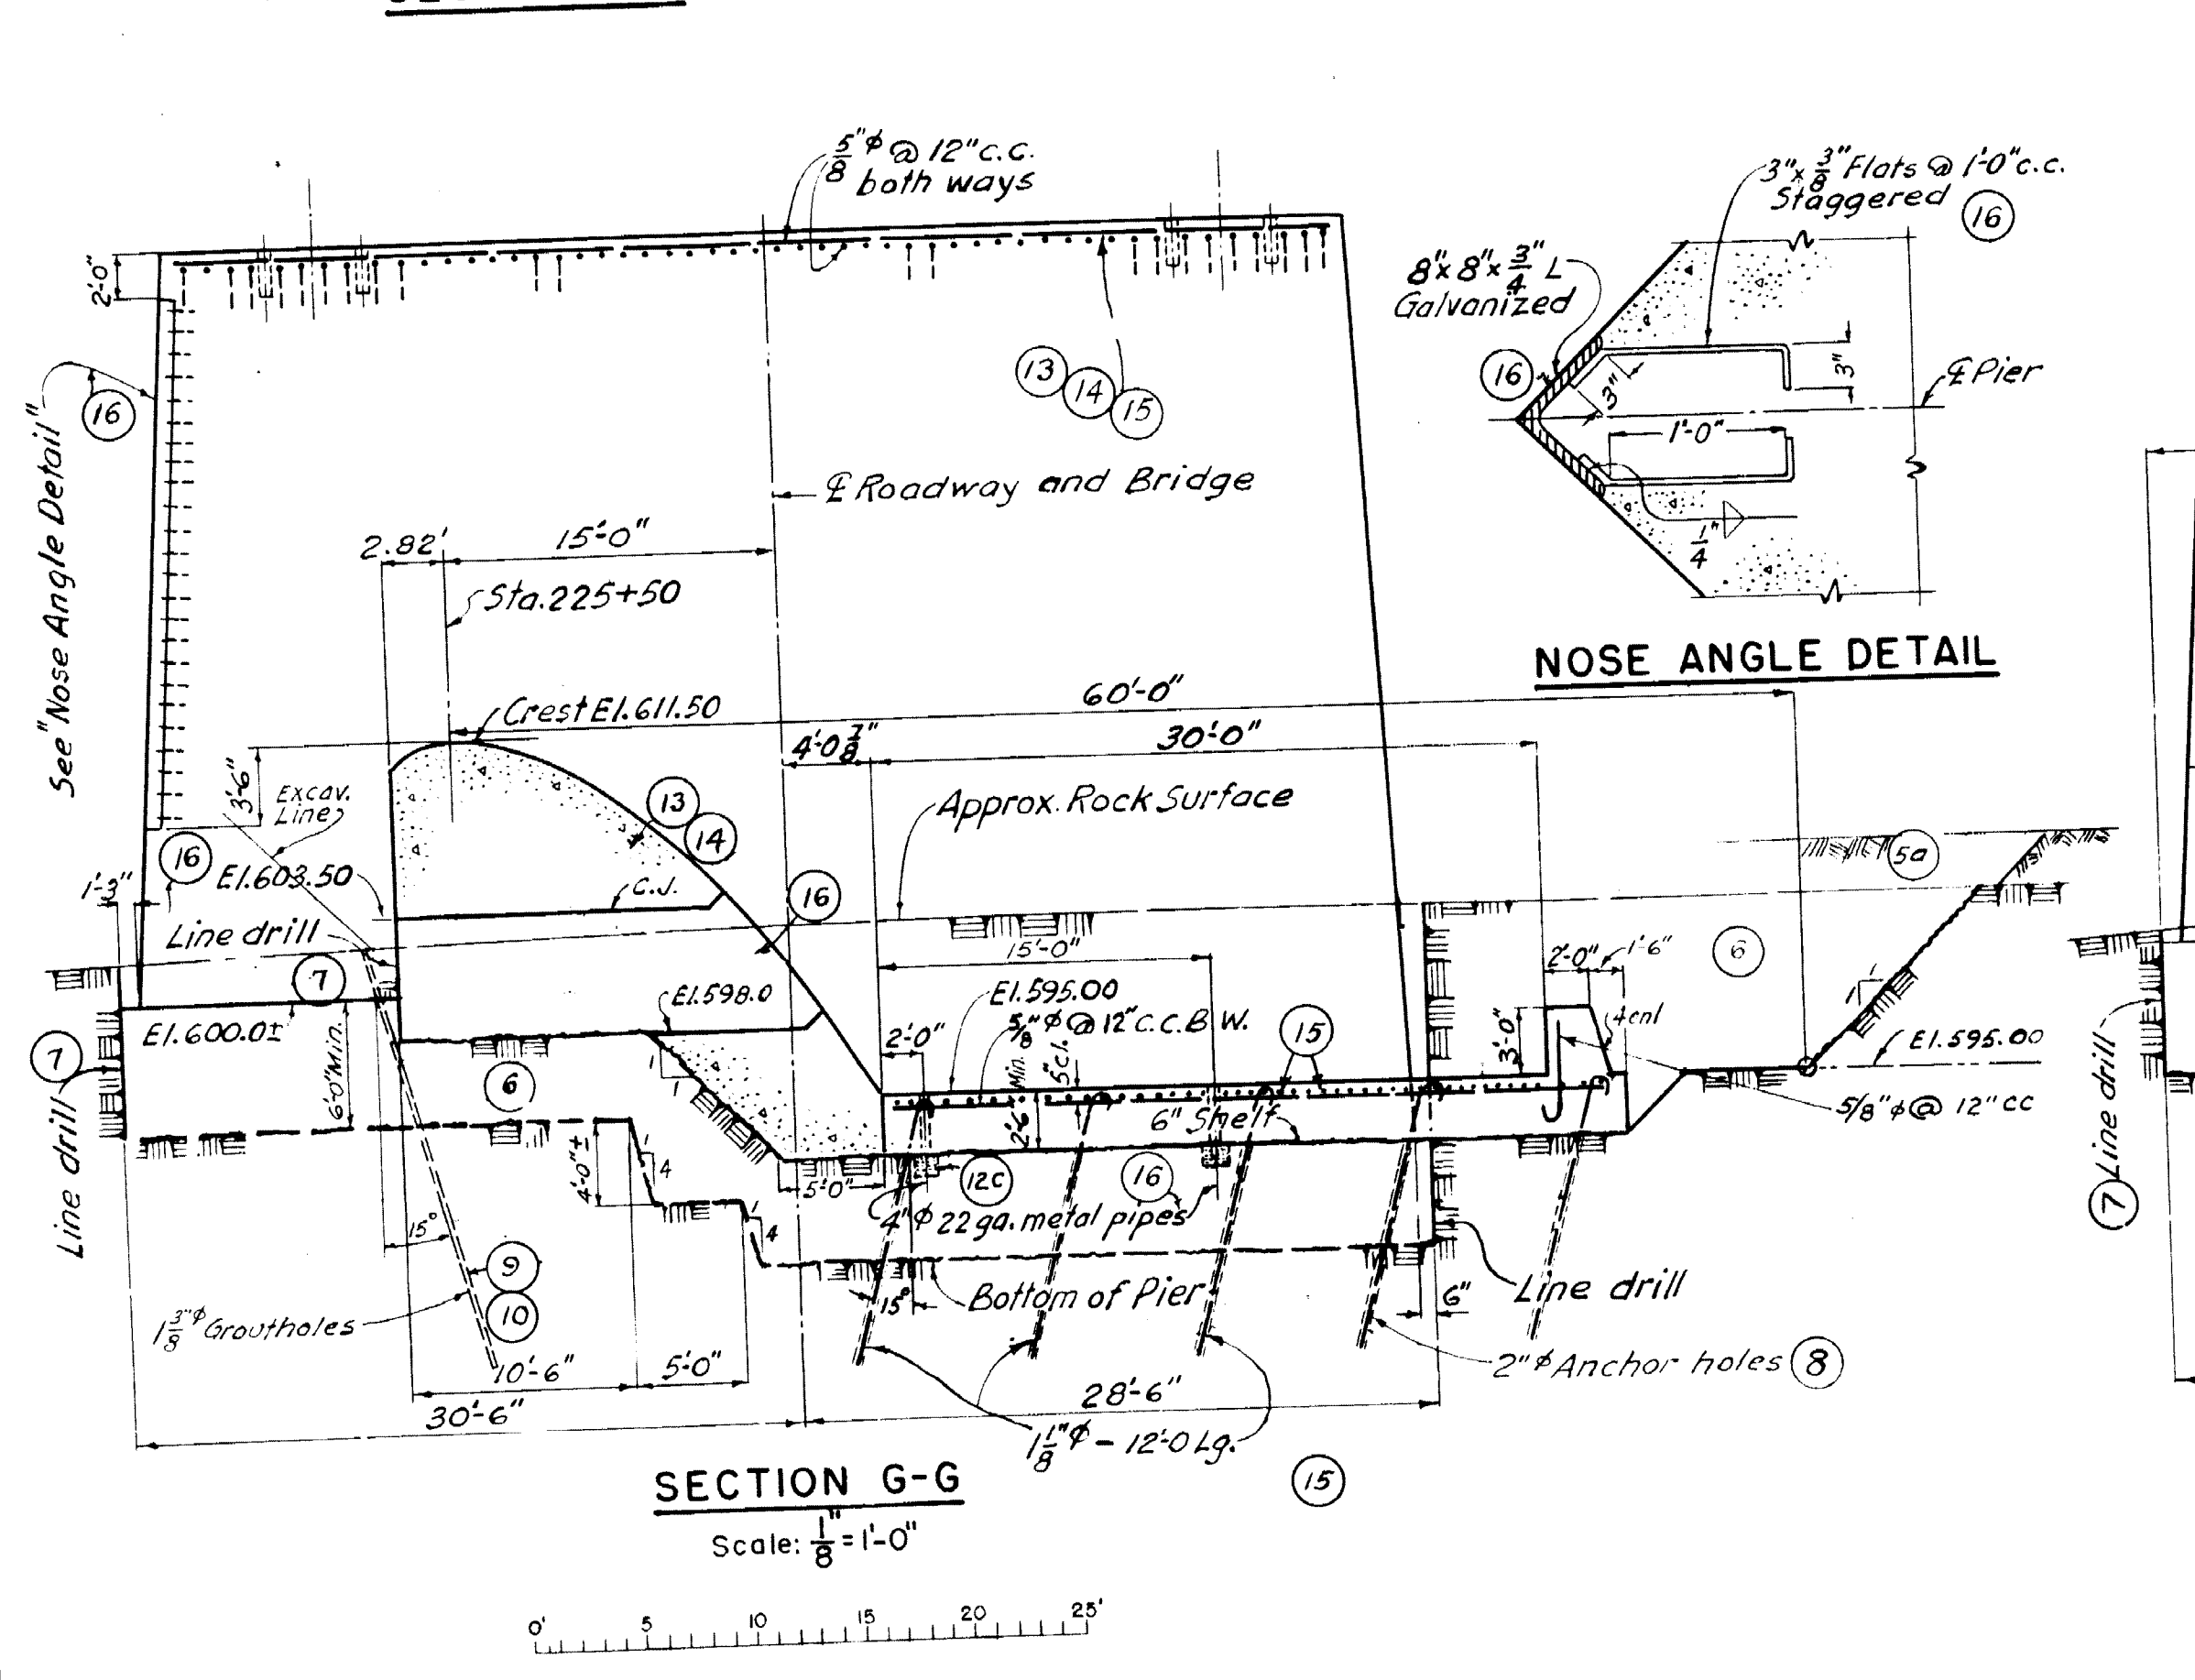 5/8" φ @ 12" c.c.
both ways
3" x 3/8" Flats @ 1'-0" c.c.
Staggered
16
8" x 8" x 3/4" L
Galvanized
16
3"
3"
℄ Pier
1'-0"
1/4"
NOSE ANGLE DETAIL
2'-0"
See "Nose Angle Detail"
16
13
14
15
℄ Roadway and Bridge
2.82'
15'-0"
Sta. 225+50
60'-0"
Crest El. 611.50
4'-0 7/8"
30'-0"
3'-6"
Excav.
Line
13
14
Approx. Rock Surface
5a
16
El. 603.50
C.J.
16
1'-3"
Line drill
15'-0"
2'-0"
1'-6"
6
7
El. 598.0
El. 595.00
5/8" φ @ 12" C.C. B.W.
El. 600.0±
6'-0" Min.
2'-0"
Min.
5" Cl.
15
3'-0"
El. 595.00
7
Line drill
6
2'-6"
6" Shelf
5/8" φ @ 12" CC
1
1
1
4'-0"±
1
4
5'-0"
12c
16
4" φ 22 ga. metal pipes
1
4
15°
9
10
1 3/8" φ Groutholes
15°
Bottom of Pier
6"
Line drill
2" φ Anchor holes
8
10'-6"
5'-0"
30'-6"
28'-6"
1 1/8" φ - 12'-0 Lg.
15
7
Line drill
SECTION G-G
Scale: 1/8" = 1'-0"
0' 5 10 15 20 25'